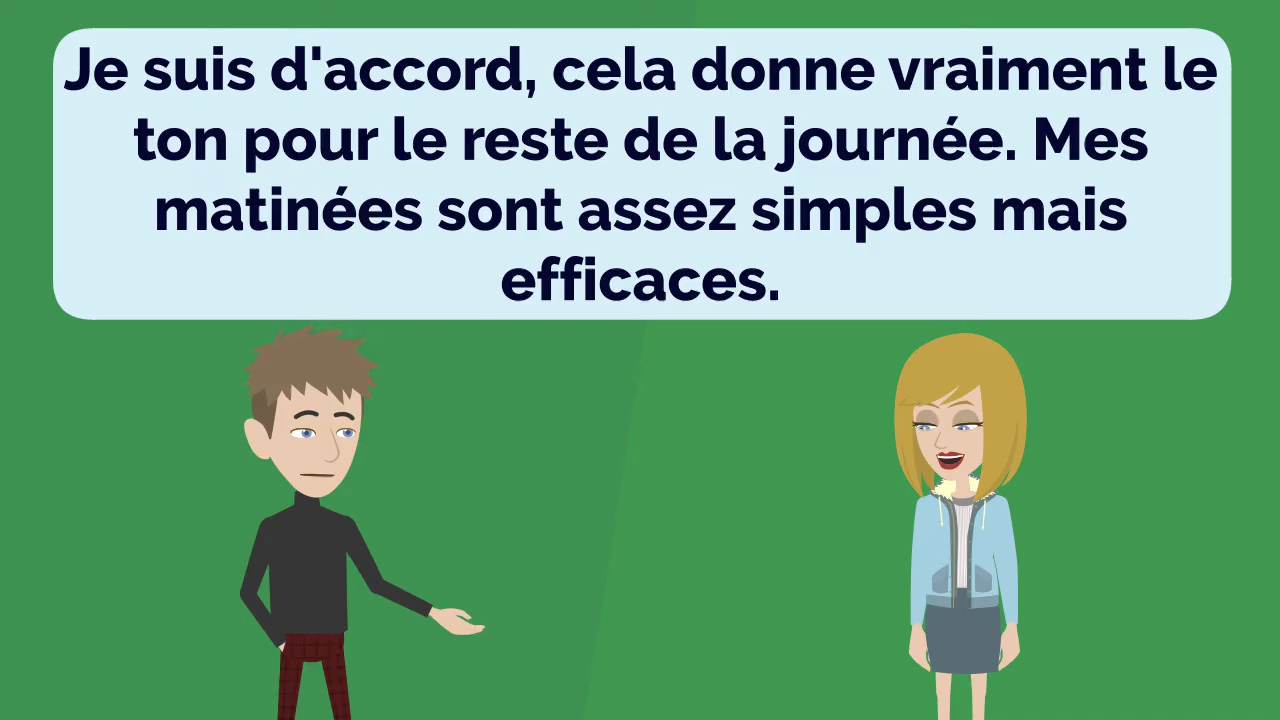 Je suis d'accord, cela donne vraiment le
ton pour le reste de la journée. Mes
matinées sont assez simples mais
efficaces.